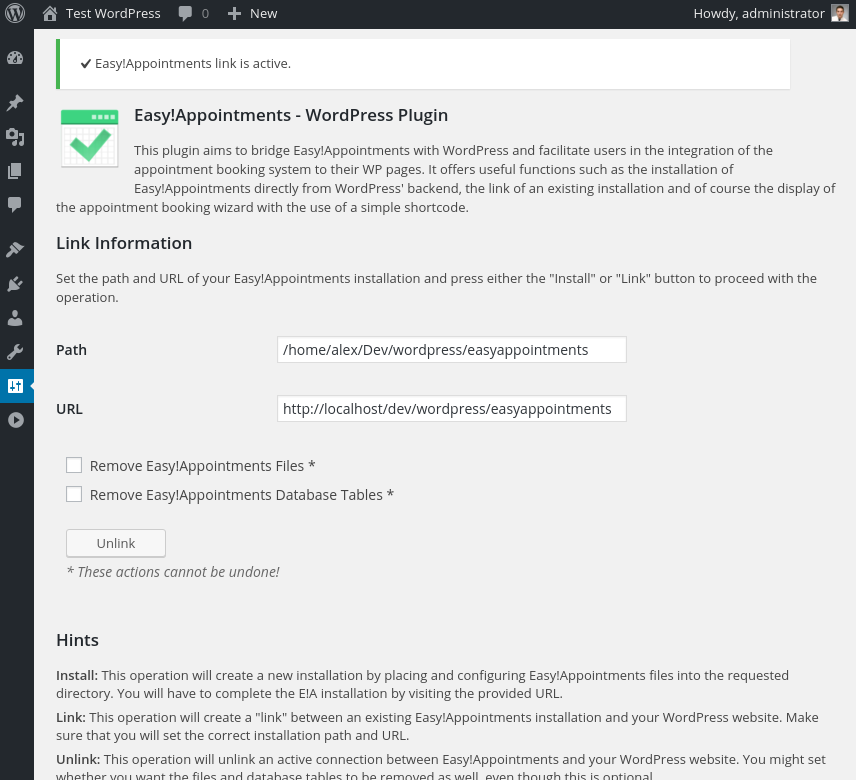 Test WordPress 0 New Howdy, administrator
Easy!Appointments link is active.
Easy!Appointments - WordPress Plugin
This plugin aims to bridge Easy!Appointments with WordPress and facilitate users in the integration of the
appointment booking system to their WP pages. It offers useful functions such as the installation of
Easy!Appointments directly from WordPress' backend, the link of an existing installation and of course the display of
the appointment booking wizard with the use of a simple shortcode.
Link Information
Set the path and URL of your Easy!Appointments installation and press either the "Install" or "Link" button to proceed with the
operation.
Path /home/alex/Dev/wordpress/easyappointments
URL http://localhost/dev/wordpress/easyappointments
Remove Easy!Appointments Files *
Remove Easy!Appointments Database Tables *
Unlink
* These actions cannot be undone!
Hints
Install: This operation will create a new installation by placing and configuring Easy!Appointments files into the requested
directory. You will have to complete the E!A installation by visiting the provided URL.
Link: This operation will create a "link" between an existing Easy!Appointments installation and your WordPress website. Make
sure that you will set the correct installation path and URL.
Unlink: This operation will unlink an active connection between Easy!Appointments and your WordPress website. You might set
whether you want the files and database tables to be removed as well, even though this is optional.